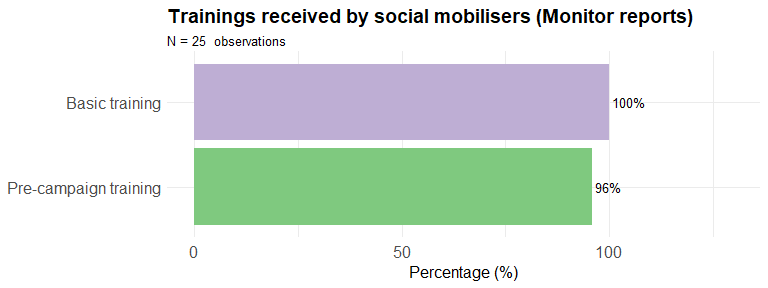 Trainings received by social mobilisers (Monitor reports)
N = 25  observations
Basic training
100%
Pre-campaign training
96%
0
50
100
Percentage (%)